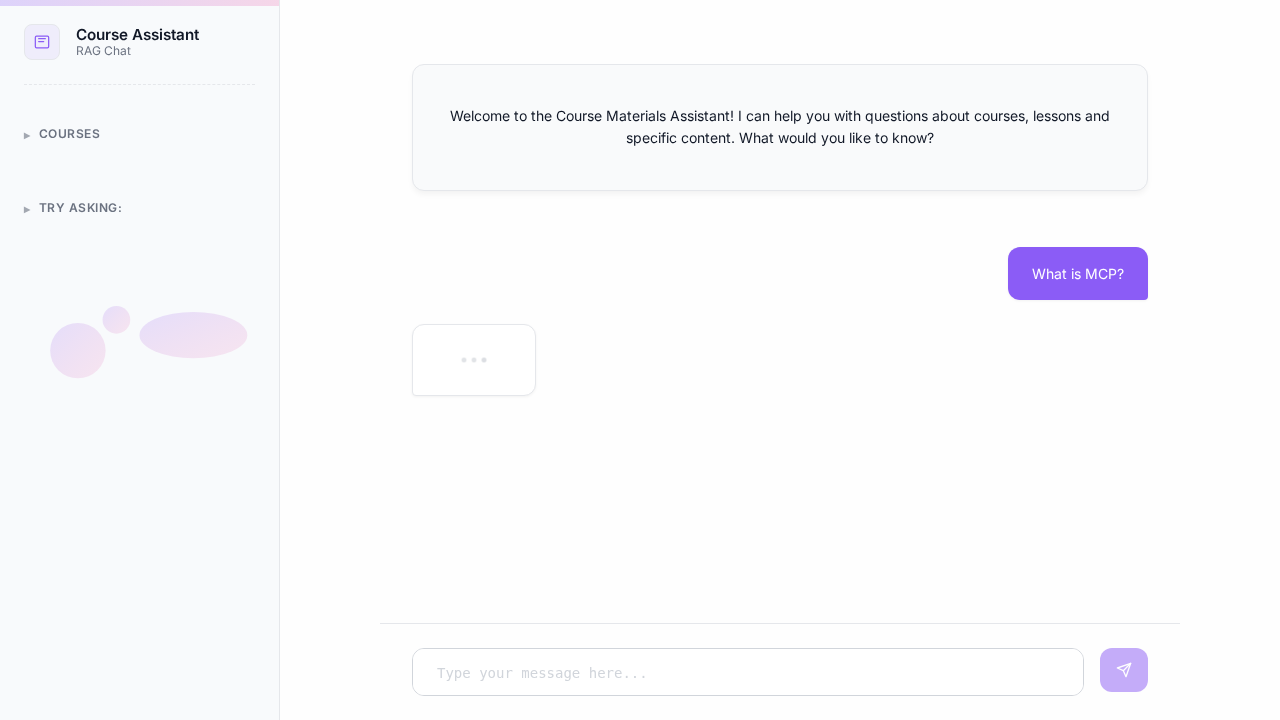 Course Assistant
RAG Chat
COURSES
TRY ASKING:
Welcome to the Course Materials Assistant! I can help you with questions about courses, lessons and
specific content. What would you like to know?
What is MCP?
Type your message here...